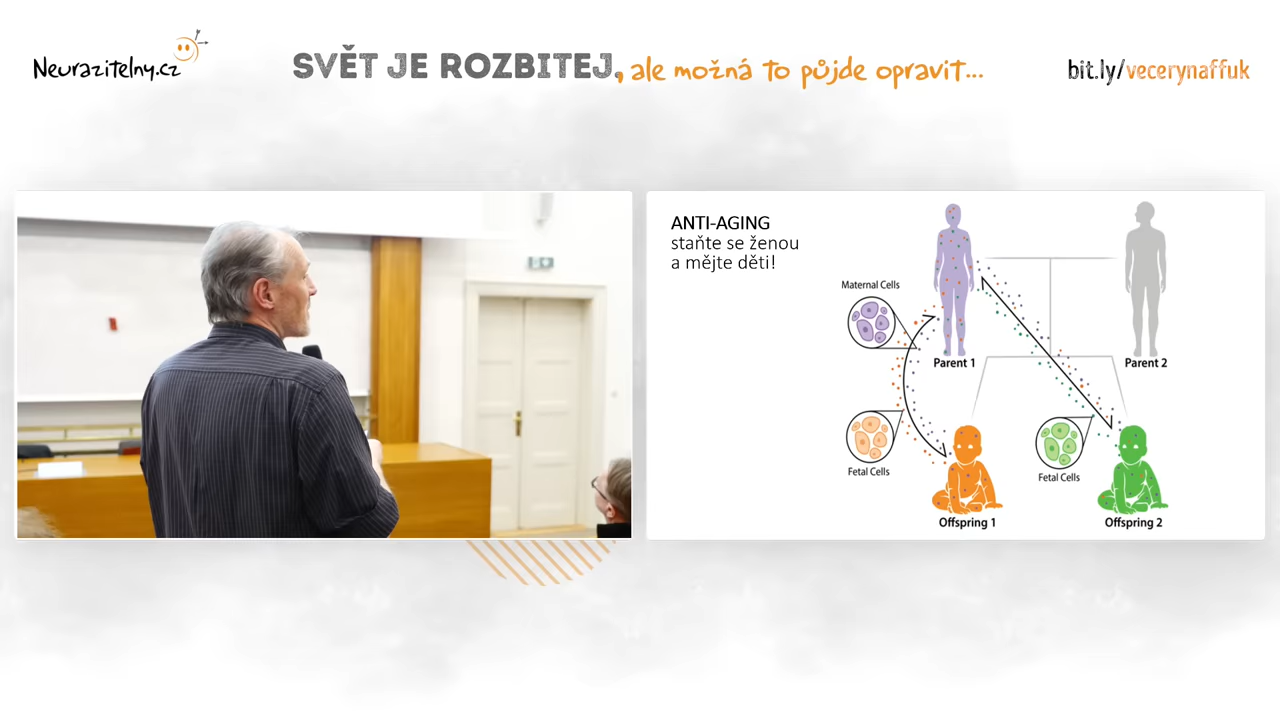 Neurazitelny.cz
SVĚT JE ROZBITEJ, ale možná to půjde opravit...
bit.ly/vecerynaffuk
ANTI-AGING
staňte se ženou
a mějte děti!
Maternal Cells
Parent 1
Parent 2
Fetal Cells
Fetal Cells
Offspring 1
Offspring 2